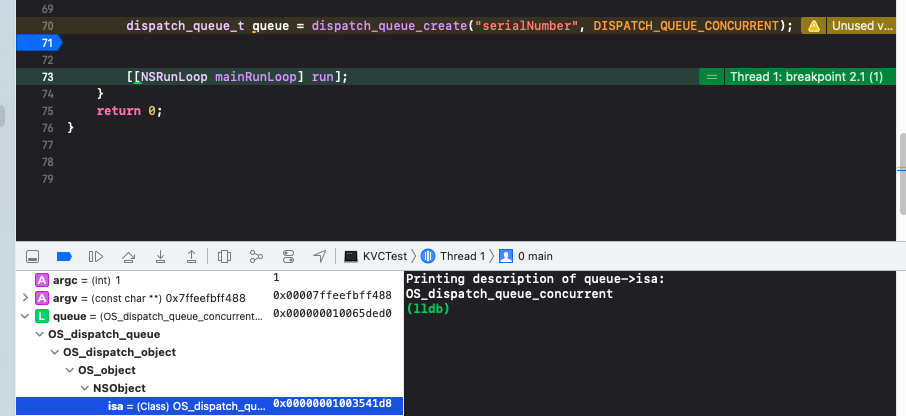 69
70 dispatch_queue_t queue = dispatch_queue_create("serialNumber", DISPATCH_QUEUE_CONCURRENT); Unused v...
71
72
73 [[NSRunLoop mainRunLoop] run]; = Thread 1: breakpoint 2.1 (1)
74 }
75 return 0;
76 }
77
78
79
KVCTest Thread 1 0 main
A argc = (int) 1 1
A argv = (const char **) 0x7ffeefbff488 0x00007ffeefbff488
L queue = (OS_dispatch_queue_concurrent... 0x000000010065ded0
OS_dispatch_queue
OS_dispatch_object
OS_object
NSObject
isa = (Class) OS_dispatch_qu... 0x00000001003541d8
Printing description of queue->isa:
OS_dispatch_queue_concurrent
(lldb)